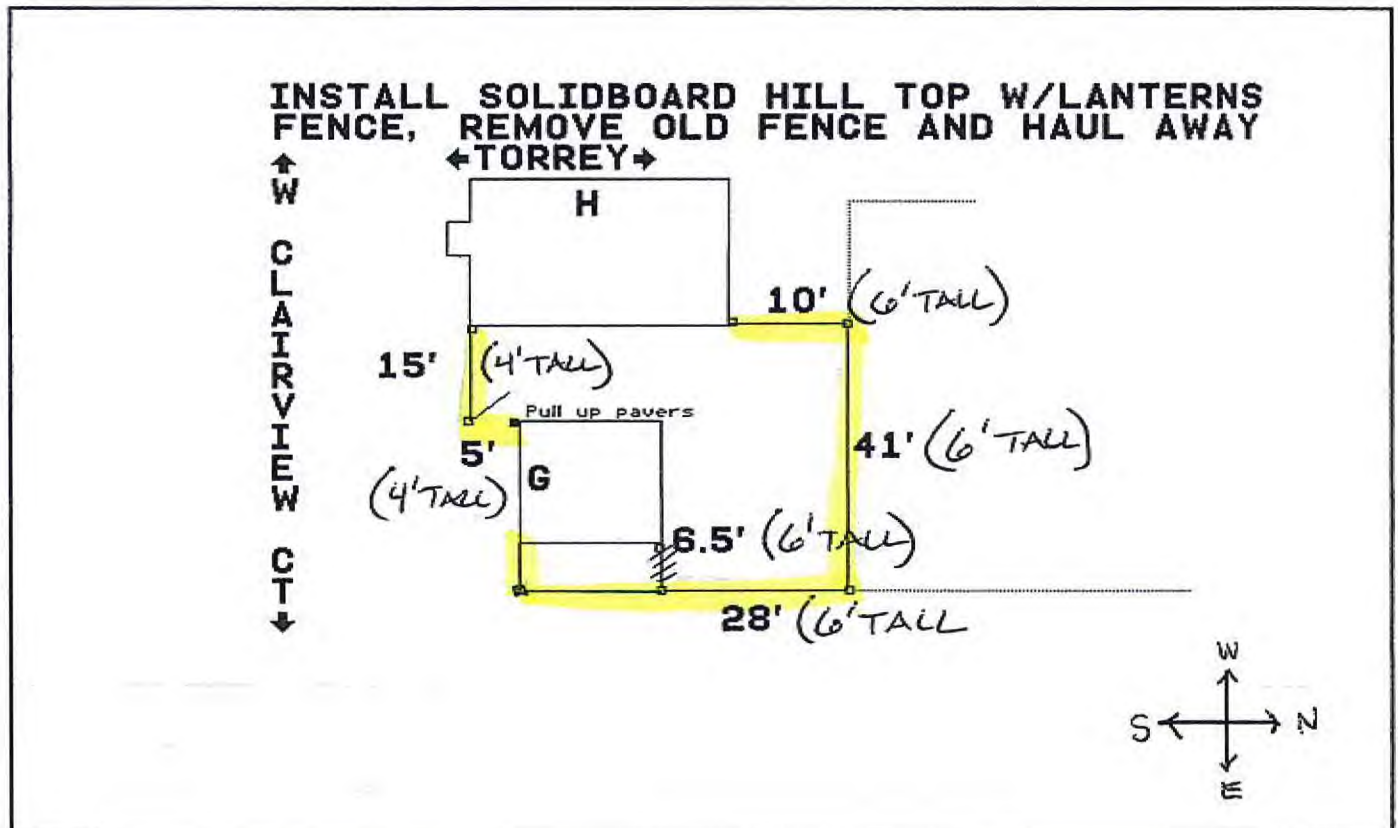 INSTALL SOLIDBOARD HILL TOP W/LANTERNS
FENCE, REMOVE OLD FENCE AND HAUL AWAY
←TORREY→
↑W CLAIRVIEW CT↓
H
10' (6' TALL)
15' (4' TALL)
Pull up pavers
5'
(4' TALL)
G
41' (6' TALL)
6.5' (6' TALL)
28' (6' TALL
W
S N
E